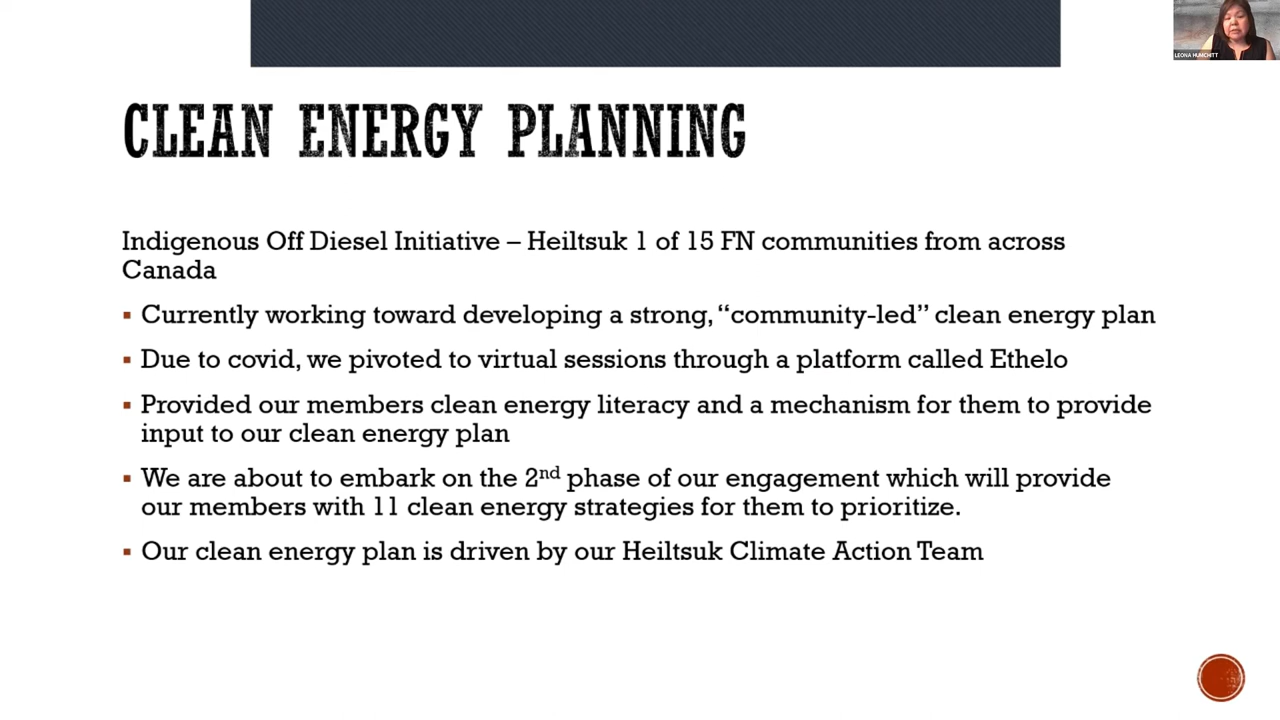 LEONA HUMCHITT
CLEAN ENERGY PLANNING
Indigenous Off Diesel Initiative – Heiltsuk 1 of 15 FN communities from across
Canada
▪ Currently working toward developing a strong, “community-led” clean energy plan
▪ Due to covid, we pivoted to virtual sessions through a platform called Ethelo
▪ Provided our members clean energy literacy and a mechanism for them to provide
input to our clean energy plan
▪ We are about to embark on the 2nd phase of our engagement which will provide
our members with 11 clean energy strategies for them to prioritize.
▪ Our clean energy plan is driven by our Heiltsuk Climate Action Team